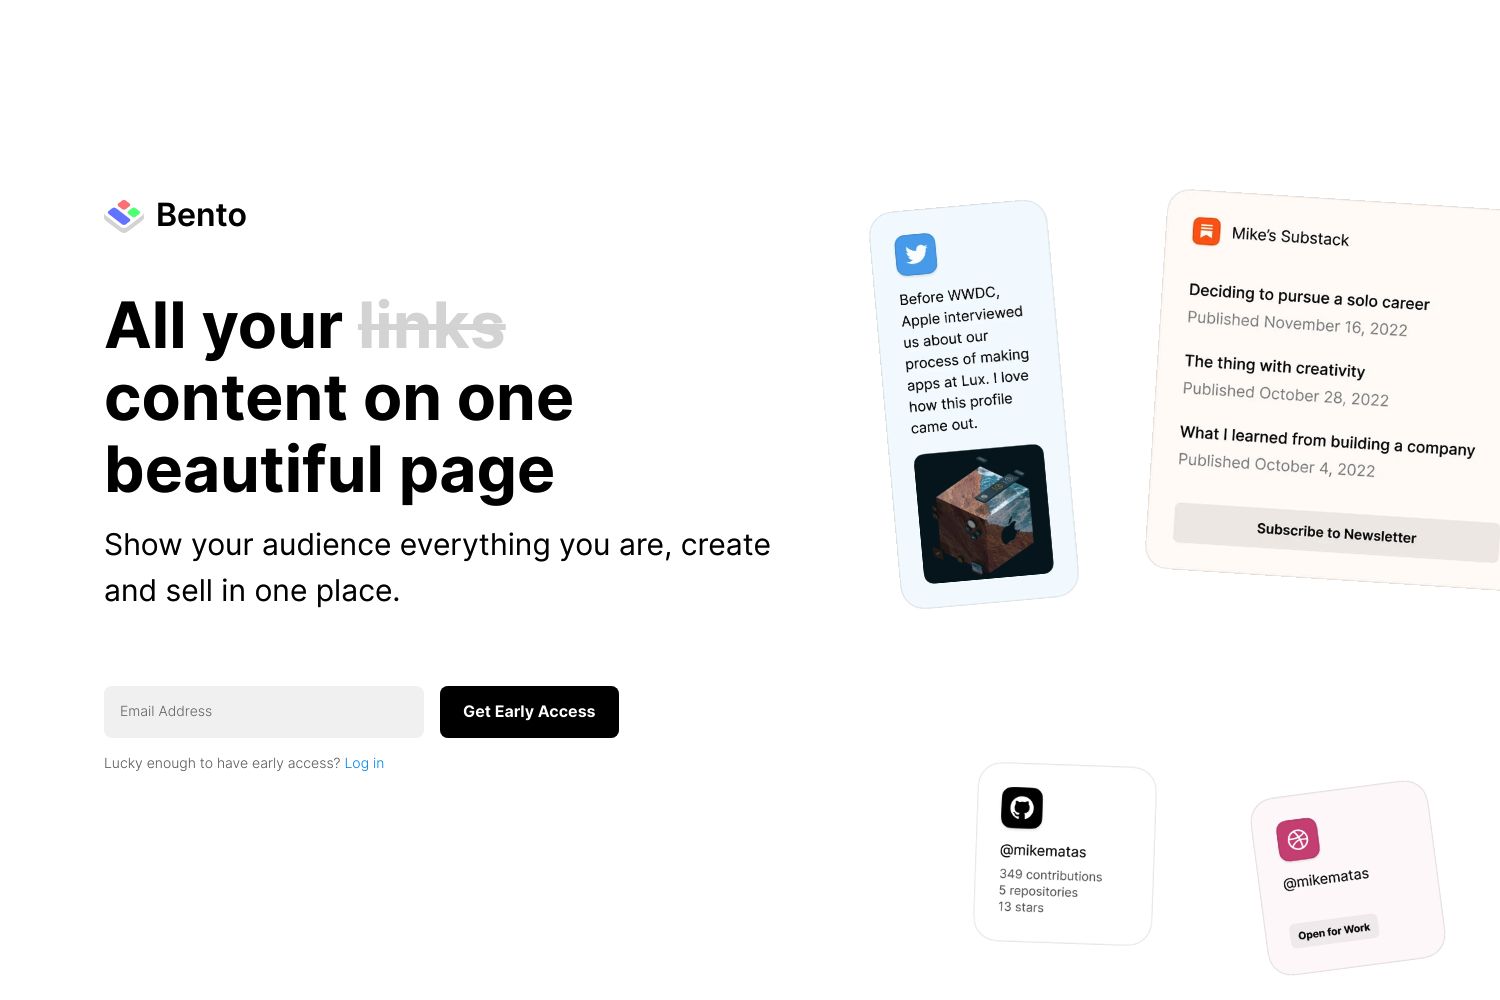 Bento
All your links
content on one
beautiful page
Show your audience everything you are, create
and sell in one place.
Email Address
Get Early Access
Lucky enough to have early access? Log in
Before WWDC,
Apple interviewed
us about our
process of making
apps at Lux. I love
how this profile
came out.
Mike’s Substack
Deciding to pursue a solo career
Published November 16, 2022
The thing with creativity
Published October 28, 2022
What I learned from building a company
Published October 4, 2022
Subscribe to Newsletter
@mikematas
349 contributions
5 repositories
13 stars
@mikematas
Open for Work